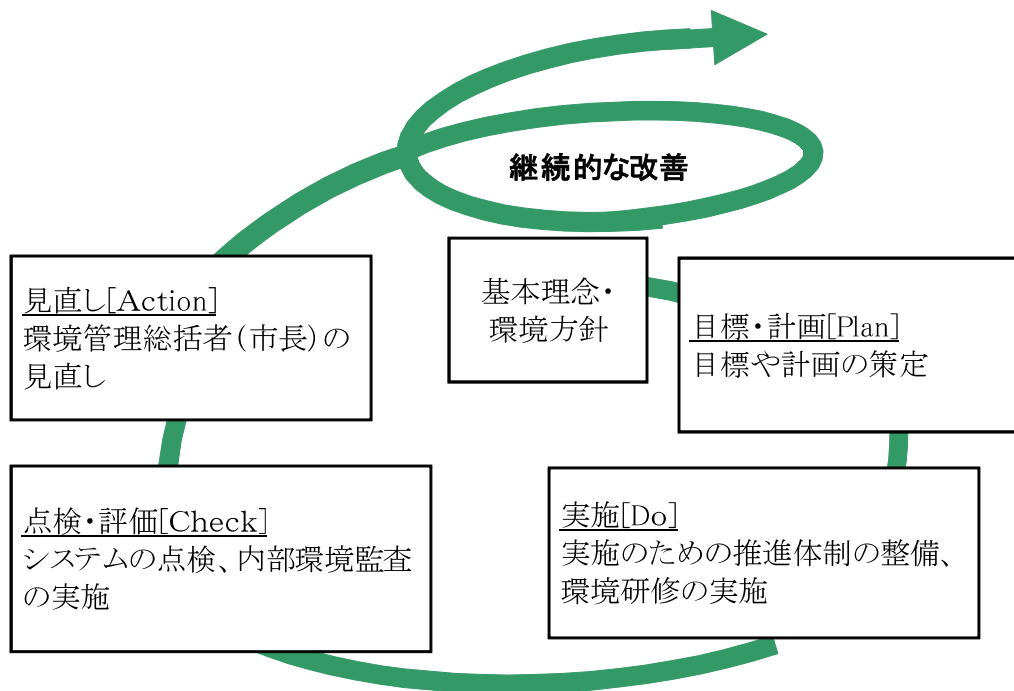 継続的な改善
基本理念・
環境方針
目標・計画[Plan]
目標や計画の策定
実施[Do]
実施のための推進体制の整備、
環境研修の実施
点検・評価[Check]
システムの点検、内部環境監査
の実施
見直し[Action]
環境管理総括者(市長)の
見直し